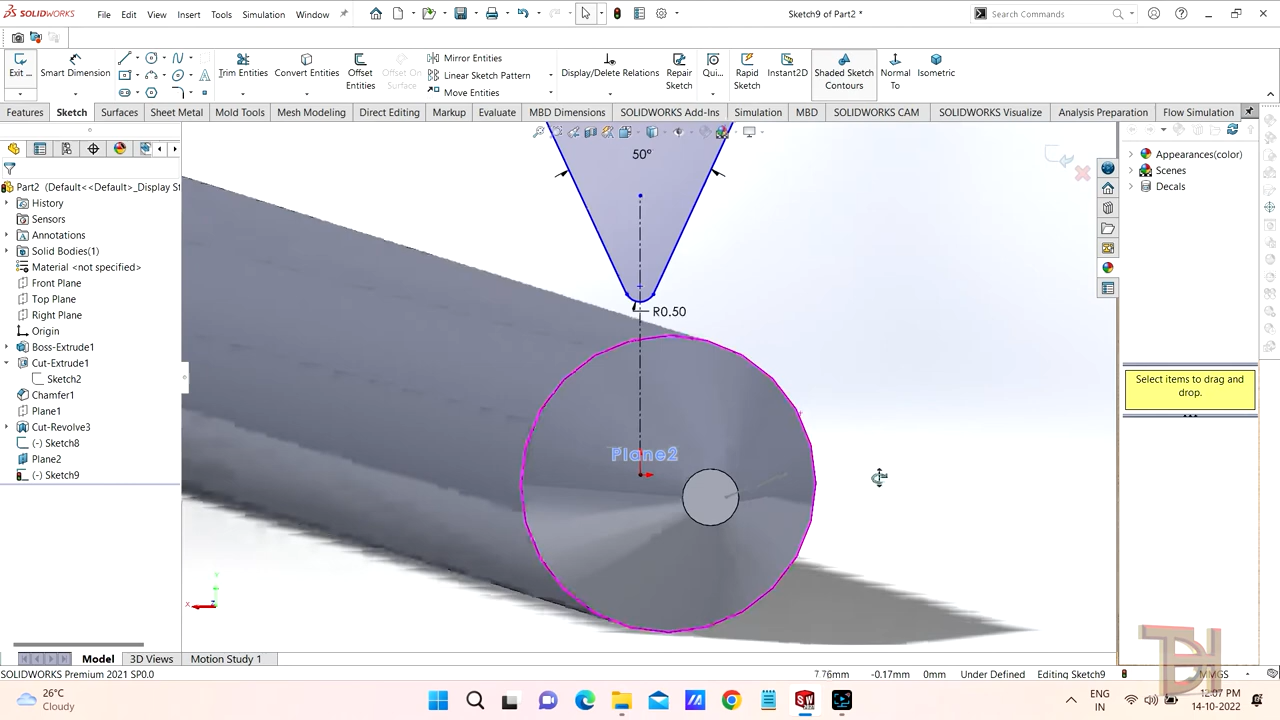 SOLIDWORKS File Edit View Insert Tools Simulation Window Sketch9 of Part2 * Search Commands
Exit ... Smart Dimension Trim Entities Convert Entities Offset Entities Offset On Surface Mirror Entities Linear Sketch Pattern Move Entities Display/Delete Relations Repair Sketch Qui... Rapid Sketch Instant2D Shaded Sketch Contours Normal To Isometric
Features Sketch Surfaces Sheet Metal Mold Tools Mesh Modeling Direct Editing Markup Evaluate MBD Dimensions SOLIDWORKS Add-Ins Simulation MBD SOLIDWORKS CAM SOLIDWORKS Visualize Analysis Preparation Flow Simulation
Part2 (Default<<Default>_Display St
History
Sensors
Annotations
Solid Bodies(1)
Material <not specified>
Front Plane
Top Plane
Right Plane
Origin
Boss-Extrude1
Cut-Extrude1
Sketch2
Chamfer1
Plane1
Cut-Revolve3
(-) Sketch8
Plane2
(-) Sketch9
50°
R0.50
Plane2
Y
X
Z
Appearances(color)
Scenes
Decals
Select items to drag and drop.
Model 3D Views Motion Study 1
SOLIDWORKS Premium 2021 SP0.0 7.76mm -0.17mm 0mm Under Defined Editing Sketch9 MMGS
26°C
Cloudy
ENG
IN
12:07 PM
14-10-2022